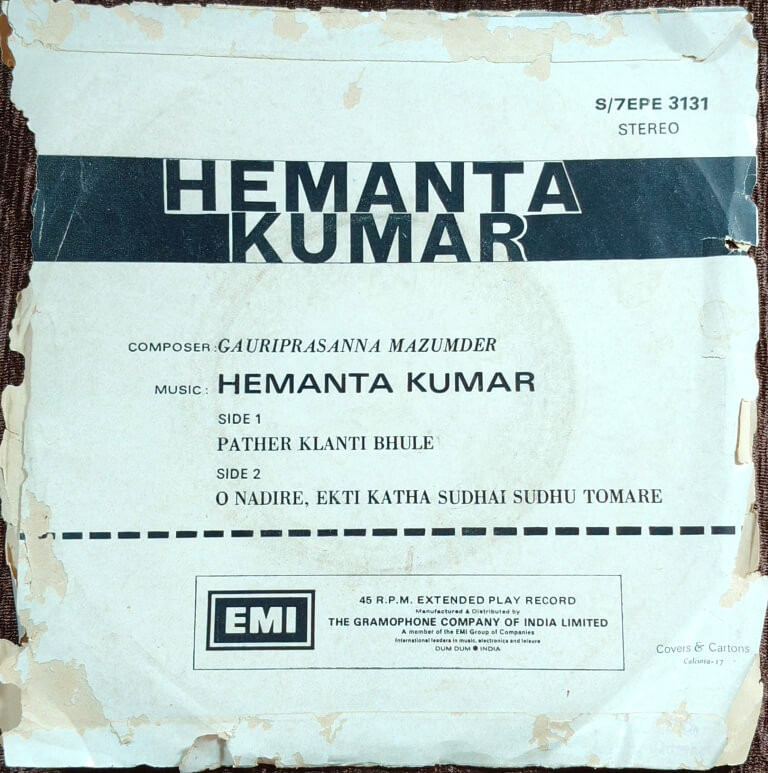 S/7EPE 3131
STEREO
HEMANTA
KUMAR
COMPOSER: GAURIPRASANNA MAZUMDER
MUSIC: HEMANTA KUMAR
SIDE 1
PATHER KLANTI BHULE
SIDE 2
O NADIRE, EKTI KATHA SUDHAI SUDHU TOMARE
EMI
45 R.P.M. EXTENDED PLAY RECORD
Manufactured & Distributed by
THE GRAMOPHONE COMPANY OF INDIA LIMITED
A member of the EMI Group of Companies
International leaders in music, electronics and leisure
DUM DUM ● INDIA
Covers & Cartons
Calcutta-17